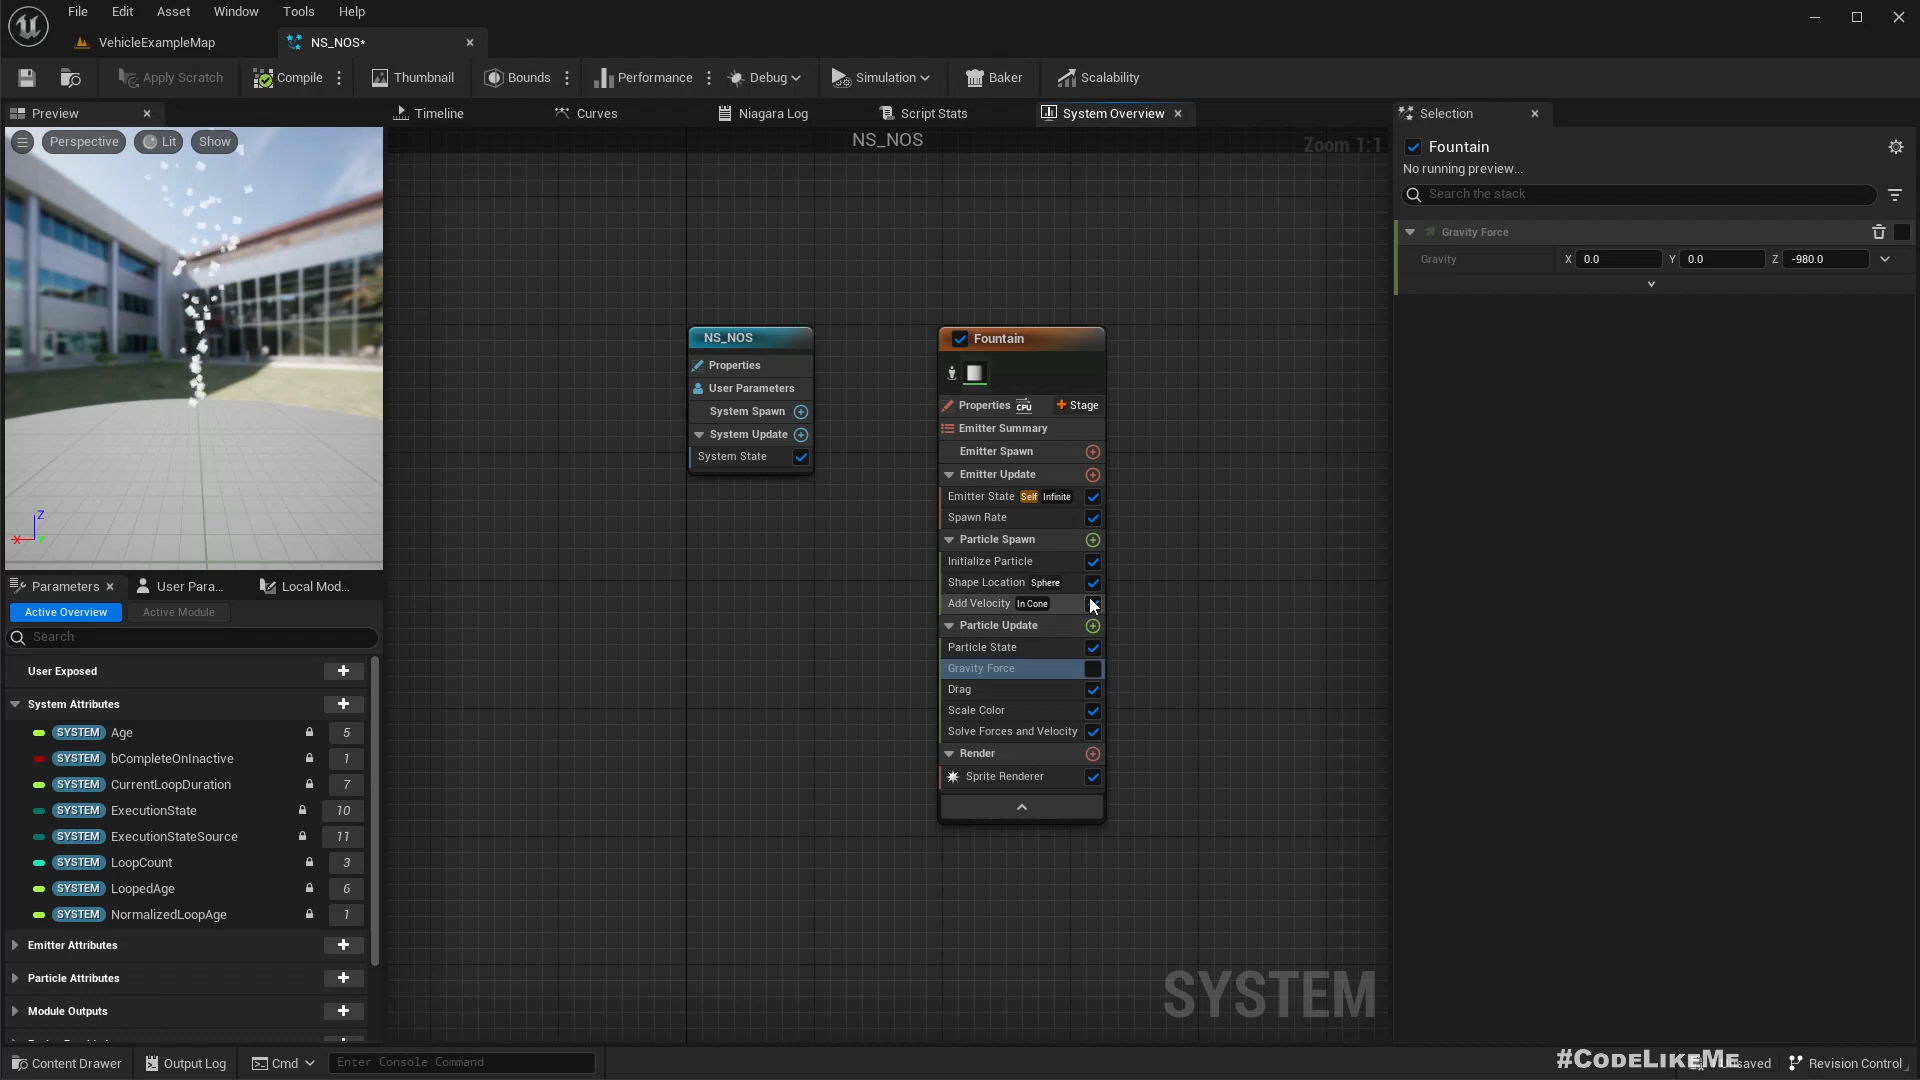 File Edit Asset Window Tools Help
VehicleExampleMap NS_NOS*
Apply Scratch Compile Thumbnail Bounds Performance Debug Simulation Baker Scalability
Preview Timeline Curves Niagara Log Script Stats System Overview Selection
Perspective Lit Show
NS_NOS
Zoom 1:1
Fountain
No running preview...
Search the stack
Gravity Force
Gravity X 0.0 Y 0.0 Z -980.0
NS_NOS
Properties
User Parameters
System Spawn
System Update
System State
Fountain
Properties CPU Stage
Emitter Summary
Emitter Spawn
Emitter Update
Emitter State Self Infinite
Spawn Rate
Particle Spawn
Initialize Particle
Shape Location Sphere
Add Velocity In Cone
Particle Update
Particle State
Gravity Force
Drag
Scale Color
Solve Forces and Velocity
Render
Sprite Renderer
Z
X
Parameters User Para... Local Mod...
Active Overview Active Module
Search
User Exposed
System Attributes
SYSTEM Age 5
SYSTEM bCompleteOnInactive 1
SYSTEM CurrentLoopDuration 7
SYSTEM ExecutionState 10
SYSTEM ExecutionStateSource 11
SYSTEM LoopCount 3
SYSTEM LoopedAge 6
SYSTEM NormalizedLoopAge 1
Emitter Attributes
Particle Attributes
Module Outputs
SYSTEM
Content Drawer Output Log Cmd Enter Console Command
#CodeLikeMe
Revision Control